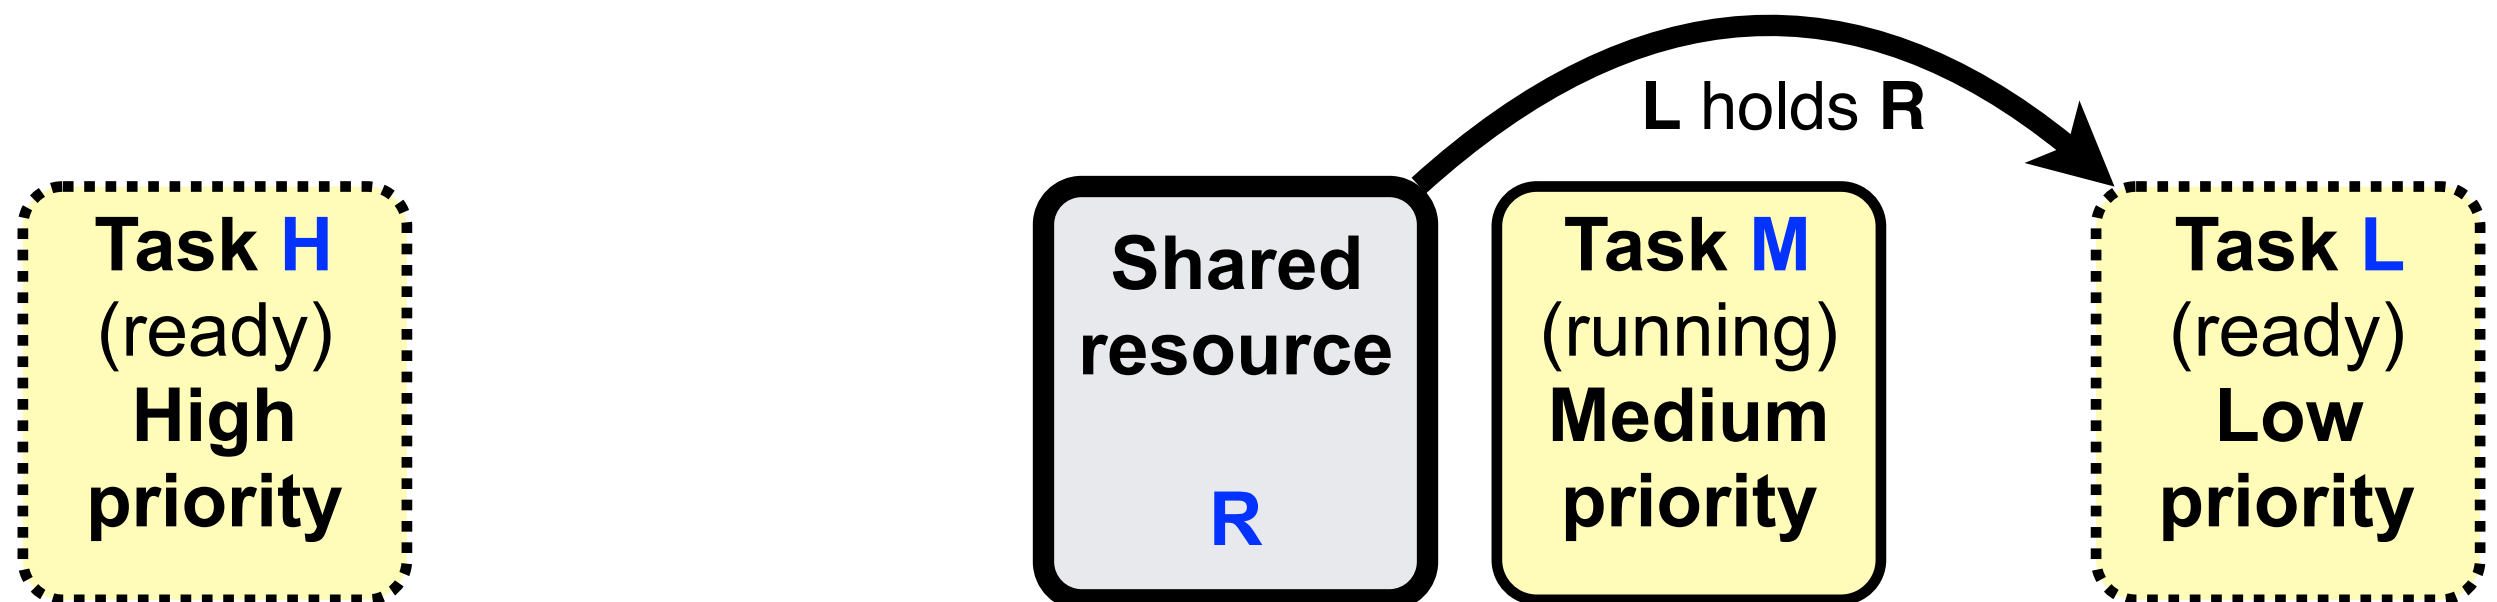 L holds R
Task H
(ready)
High
priority
Shared
resource
R
Task M
(running)
Medium
priority
Task L
(ready)
Low
priority